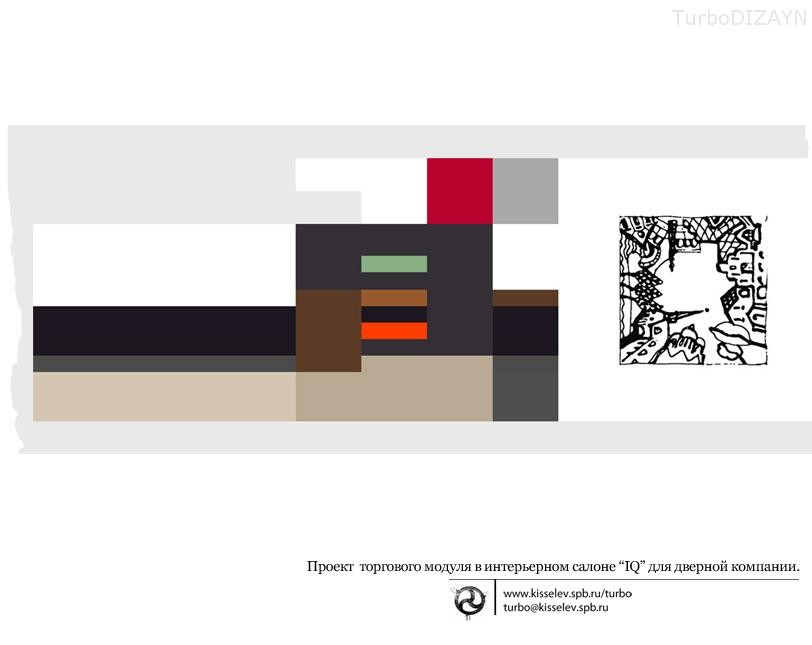 TurboDIZAYN
Проект торгового модуля в интерьерном салоне “IQ” для дверной компании.
www.kisselev.spb.ru/turbo
turbo@kisselev.spb.ru